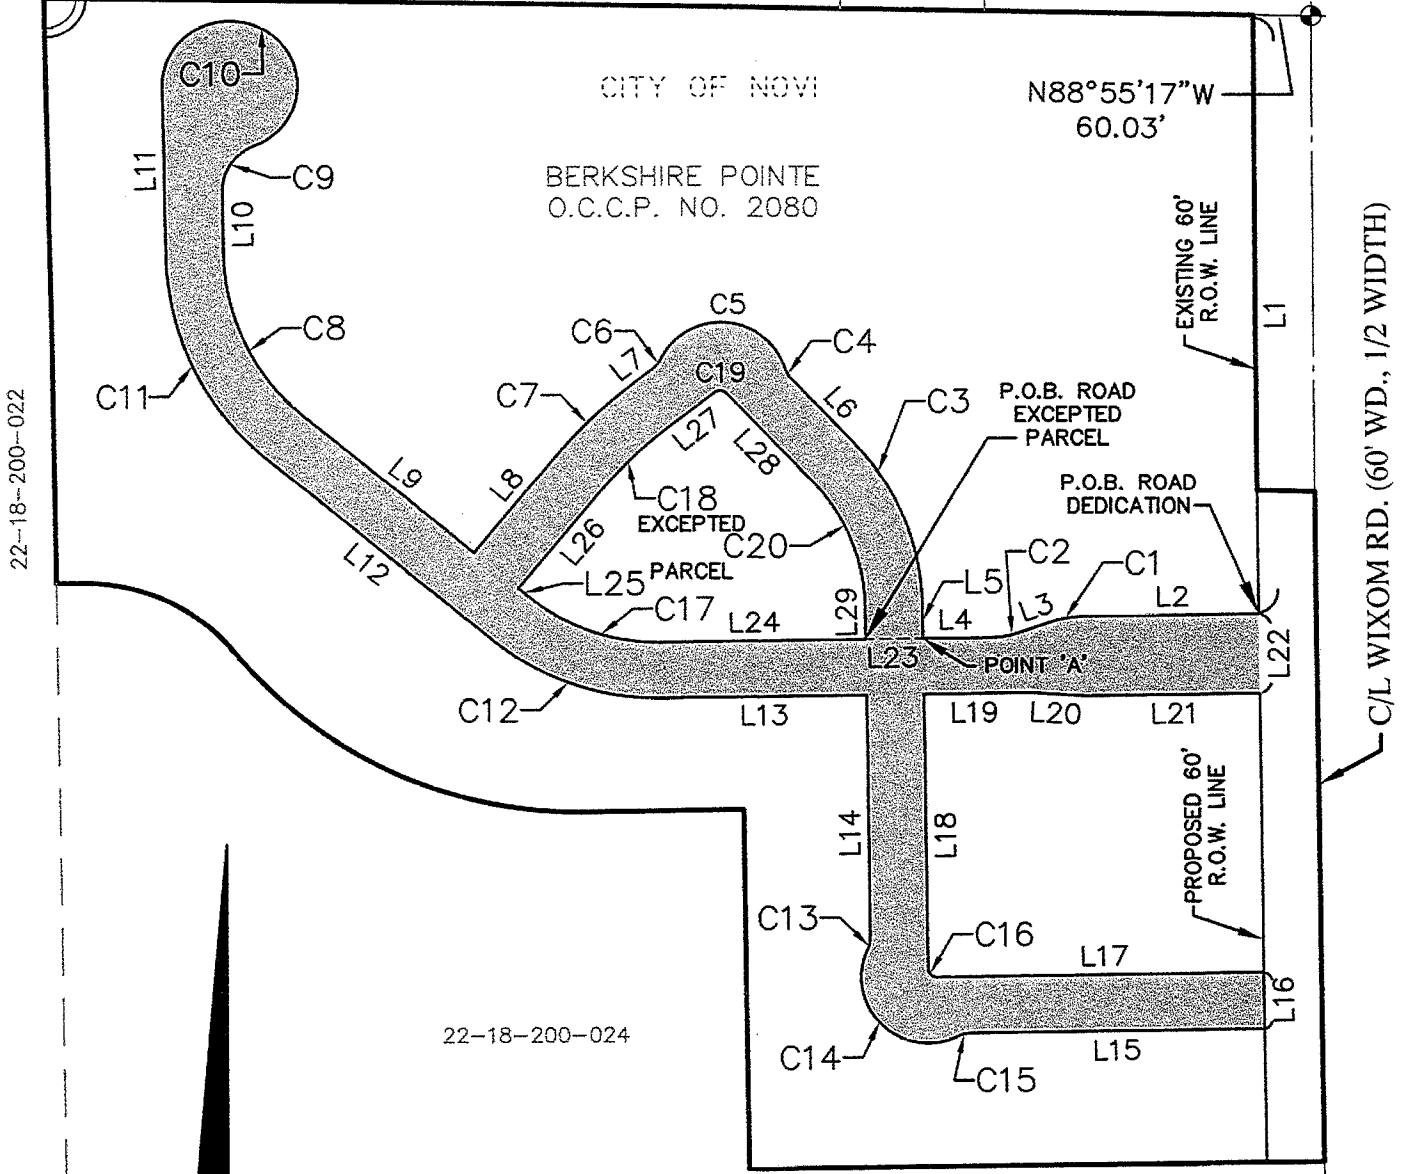 C10
CITY OF NOVI
N88°55'17"W
60.03'
L11
C9
BERKSHIRE POINTE
O.C.C.P. NO. 2080
L10
EXISTING 60'
R.O.W. LINE
L1
C/L WIXOM RD. (60' WD., 1/2 WIDTH)
C8
C5
C6
C4
L7
C19
C11
C7
L6
C3
P.O.B. ROAD
EXCEPTED
PARCEL
22-18-200-022
L27
L28
L9
L8
C18
P.O.B. ROAD
DEDICATION
EXCEPTED
L26
C20
L12
C2
C1
L25
PARCEL
L5
L3
L2
C17
L29
L4
L24
L23
POINT 'A'
L22
C12
L13
L19
L20
L21
PROPOSED 60'
R.O.W. LINE
L14
L18
C13
C16
L17
L16
22-18-200-024
C14
L15
C15